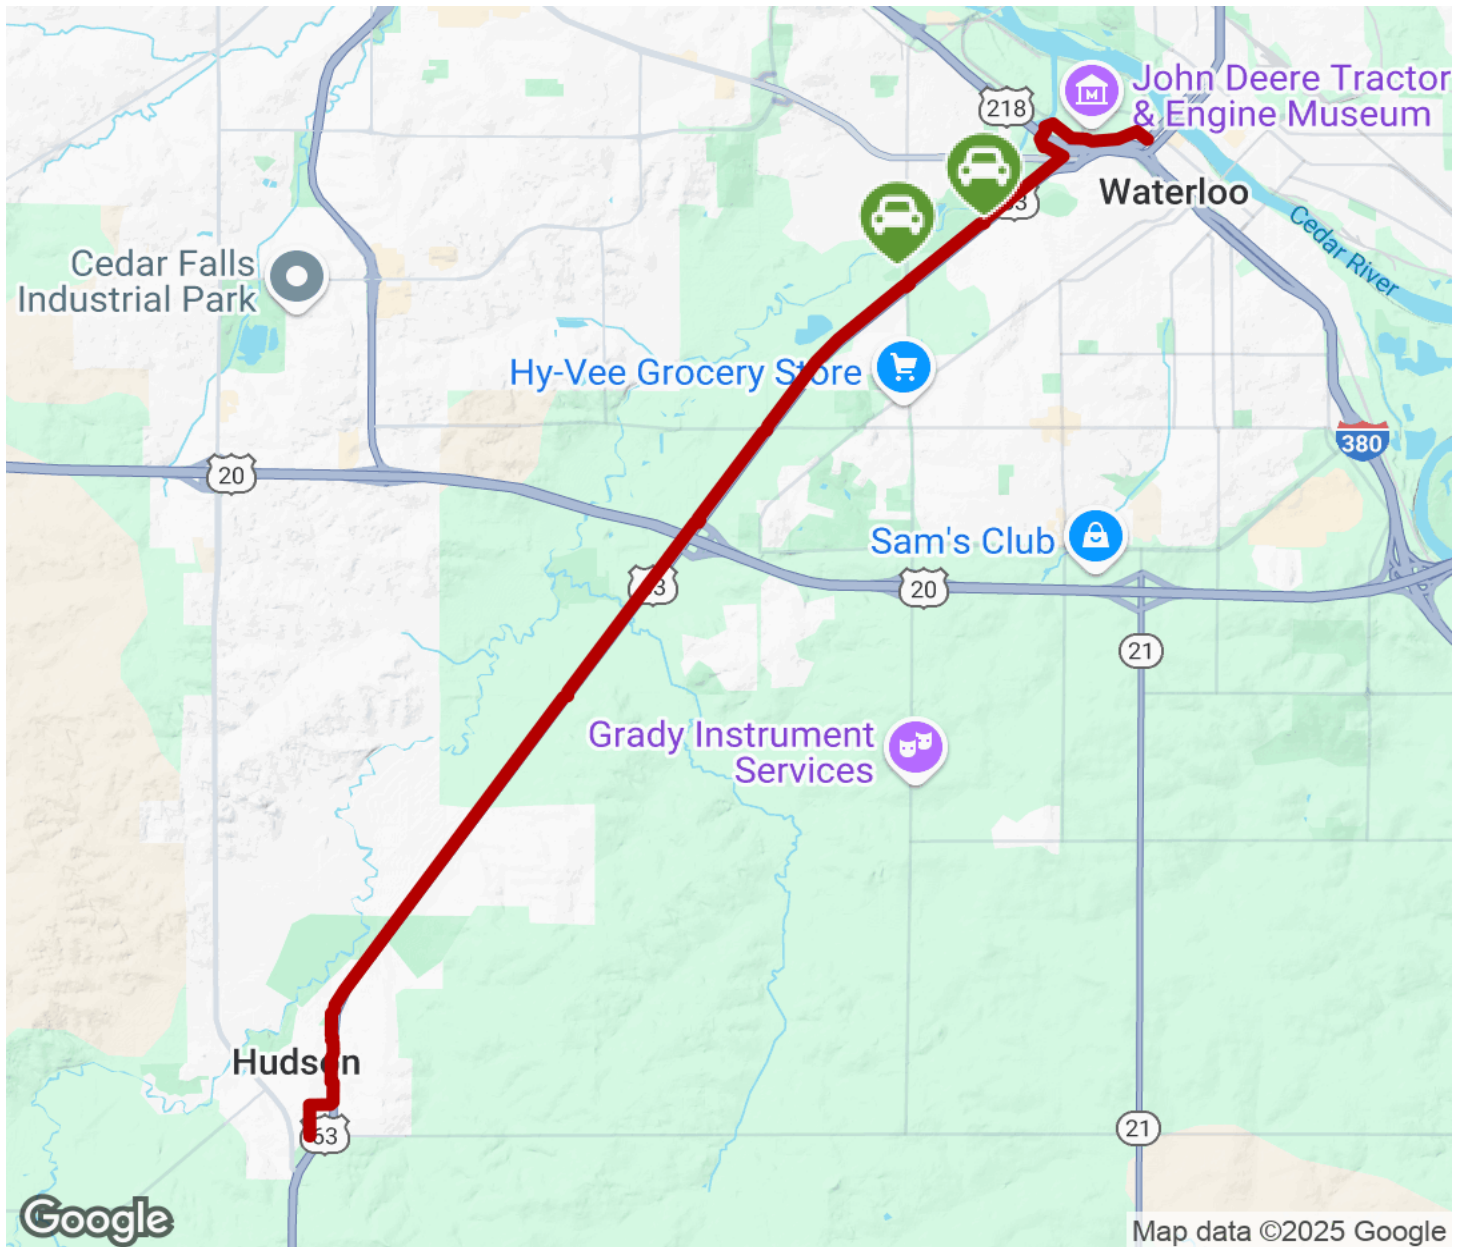 218
John Deere Tractor
& Engine Museum
Waterloo
Cedar River
Cedar Falls
Industrial Park
Hy-Vee Grocery Store
380
20
Sam's Club
20
21
Grady Instrument
Services
Hudson
63
21
Google
Map data ©2025 Google